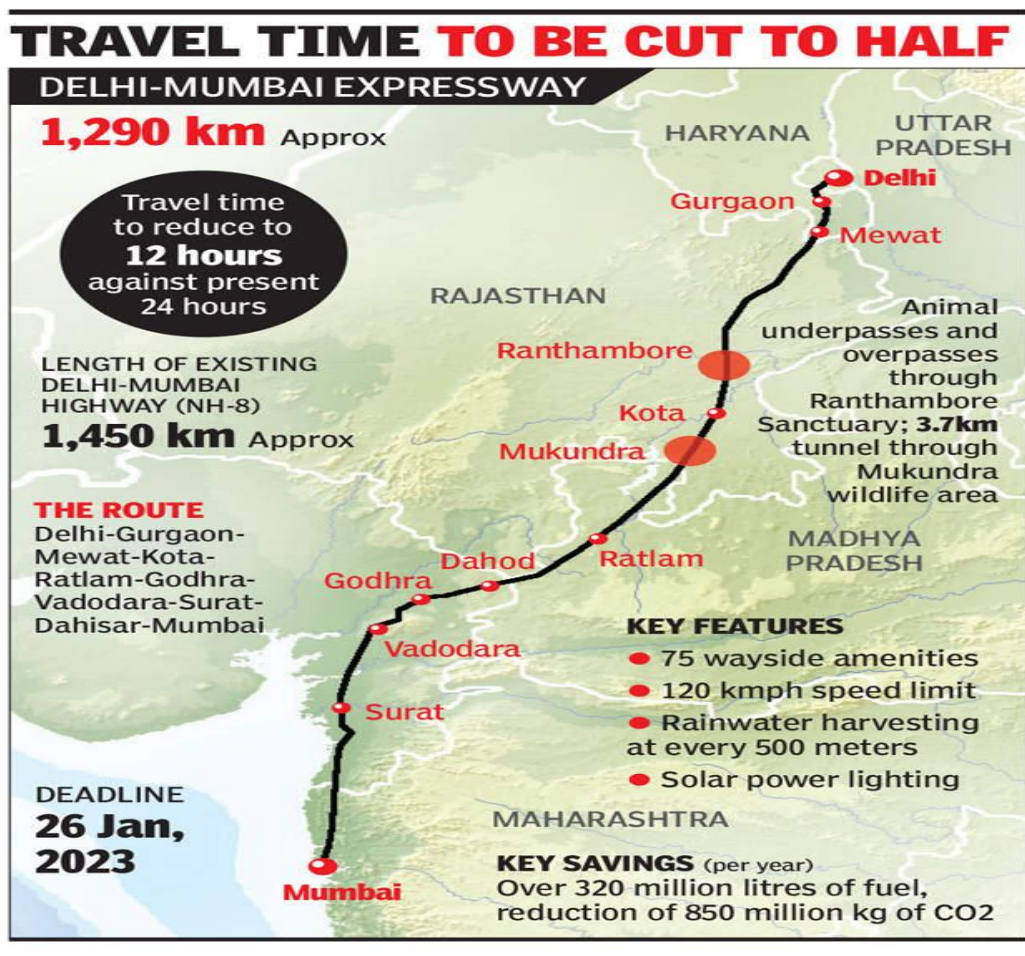 TRAVEL TIME TO BE CUT TO HALF
DELHI-MUMBAI EXPRESSWAY
1,290 km Approx
Travel time
to reduce to
12 hours
against present
24 hours
LENGTH OF EXISTING
DELHI-MUMBAI
HIGHWAY (NH-8)
1,450 km Approx
THE ROUTE
Delhi-Gurgaon-
Mewat-Kota-
Ratlam-Godhra-
Vadodara-Surat-
Dahisar-Mumbai
DEADLINE
26 Jan,
2023
HARYANA
UTTAR
PRADESH
Delhi
Gurgaon
Mewat
RAJASTHAN
Ranthambore
Kota
Mukundra
Animal
underpasses and
overpasses
through
Ranthambore
Sanctuary; 3.7km
tunnel through
Mukundra
wildlife area
MADHYA
PRADESH
Ratlam
Dahod
Godhra
Vadodara
Surat
Mumbai
KEY FEATURES
75 wayside amenities
120 kmph speed limit
Rainwater harvesting
at every 500 meters
Solar power lighting
MAHARASHTRA
KEY SAVINGS (per year)
Over 320 million litres of fuel,
reduction of 850 million kg of CO2